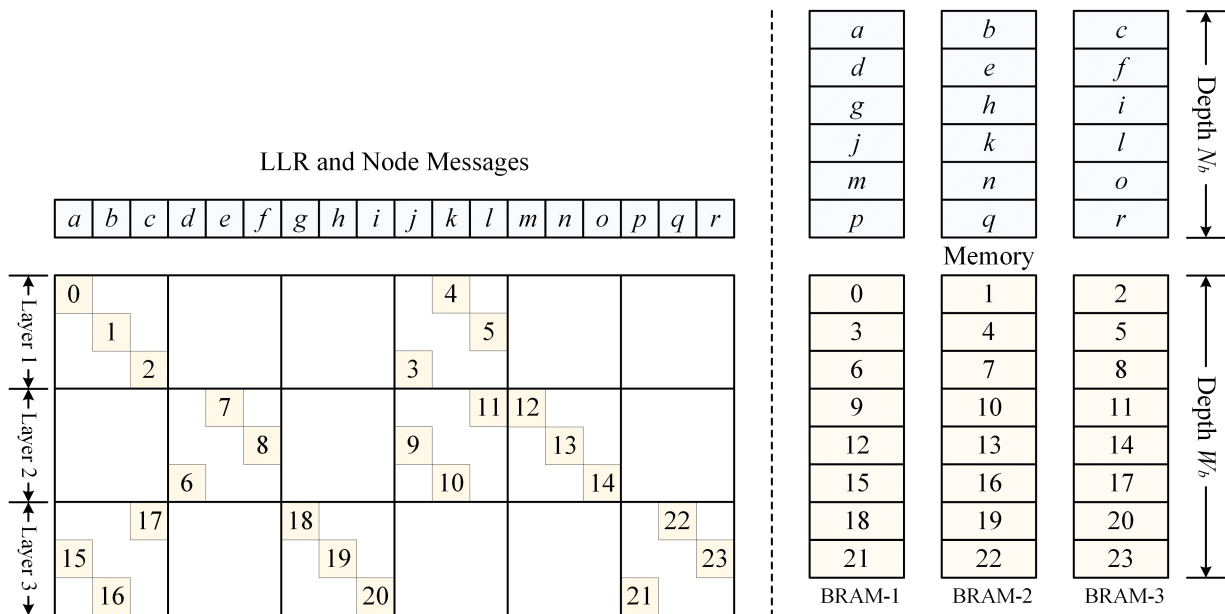 LLR and Node Messages
a b c d e f g h i j k l m n o p q r
Layer 1
0 4
1 5
2 3
Layer 2
7 11 12
8 9 13
6 10 14
Layer 3
17 18 22
15 19 23
16 20 21
a b c
d e f
g h i
j k l
m n o
p q r
Depth N_b
Memory
0 1 2
3 4 5
6 7 8
9 10 11
12 13 14
15 16 17
18 19 20
21 22 23
Depth W_b
BRAM-1 BRAM-2 BRAM-3